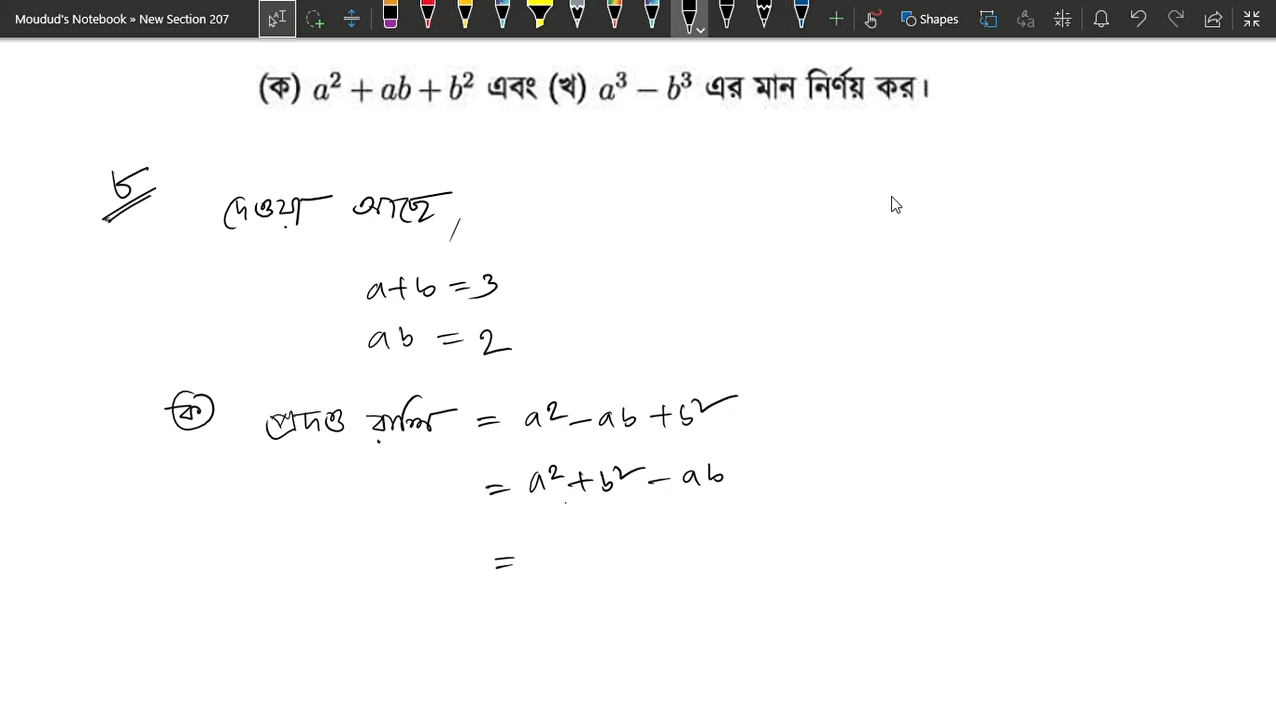 Moudud's Notebook » New Section 207
Shapes
(ক) a² + ab + b² এবং (খ) a³ − b³ এর মান নির্ণয় কর।
৮
দেওয়া আছে,
a+b = 3
ab = 2
ক প্রদত্ত রাশি = a² − ab + b²
= a² + b² − ab
=